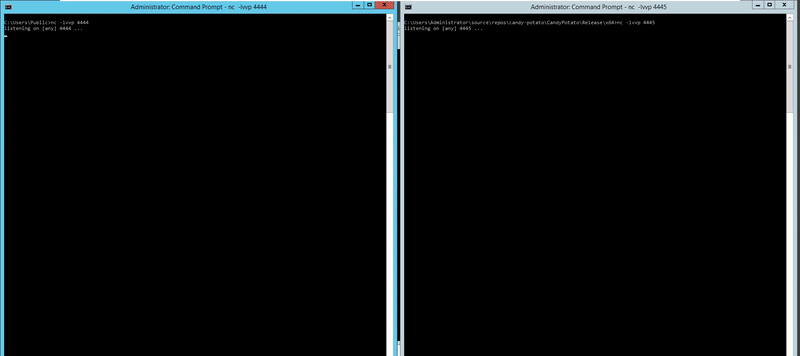 Administrator: Command Prompt - nc -lvvp 4444
C:\Users\Public>nc -lvvp 4444
listening on [any] 4444 ...
Administrator: Command Prompt - nc -lvvp 4445
C:\Users\Administrator\source\repos\candy-potato\CandyPotato\Release\x64>nc -lvvp 4445
listening on [any] 4445 ...